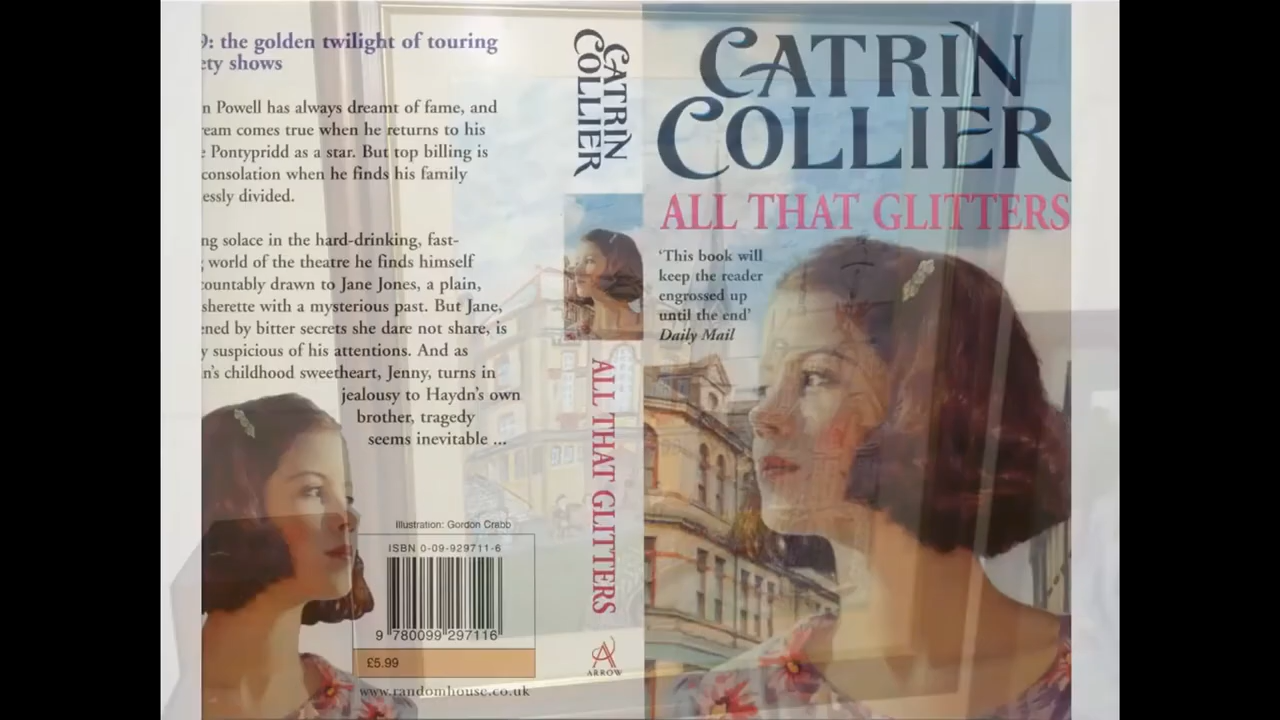 9: the golden twilight of touring
ety shows
n Powell has always dreamt of fame, and
ream comes true when he returns to his
e Pontypridd as a star. But top billing is
consolation when he finds his family
essly divided.
ng solace in the hard-drinking, fast-
g world of the theatre he finds himself
countably drawn to Jane Jones, a plain,
sherette with a mysterious past. But Jane,
ened by bitter secrets she dare not share, is
y suspicious of his attentions. And as
n's childhood sweetheart, Jenny, turns in
jealousy to Haydn's own
brother, tragedy
seems inevitable ...
Illustration: Gordon Crabb
ISBN 0-09-929711-6
9 780099 297116
£5.99
www.randomhouse.co.uk
CATRIN
COLLIER
ALL THAT GLITTERS
ARROW
CATRIN
COLLIER
ALL THAT GLITTERS
'This book will
keep the reader
engrossed up
until the end'
Daily Mail